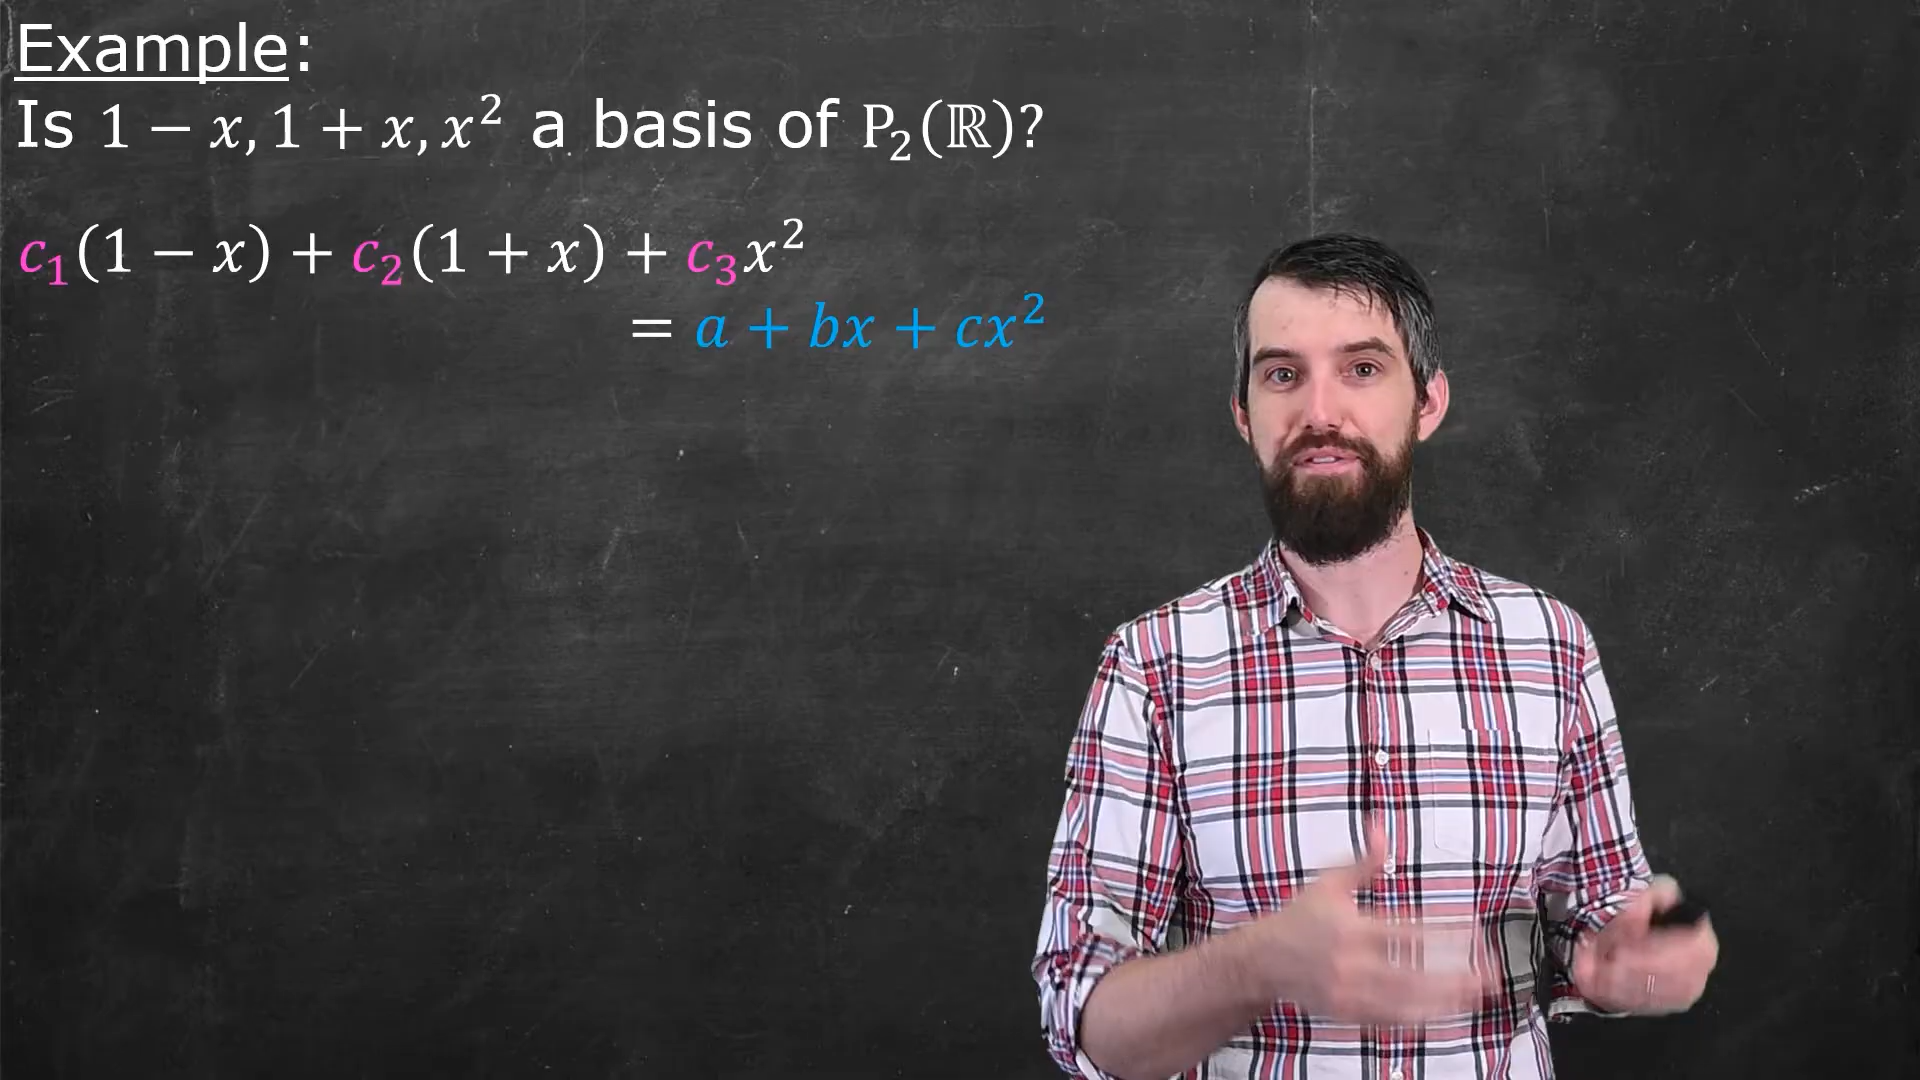 Example:
Is 1 − x, 1 + x, x² a basis of P₂(ℝ)?
c₁(1 − x) + c₂(1 + x) + c₃x²
= a + bx + cx²